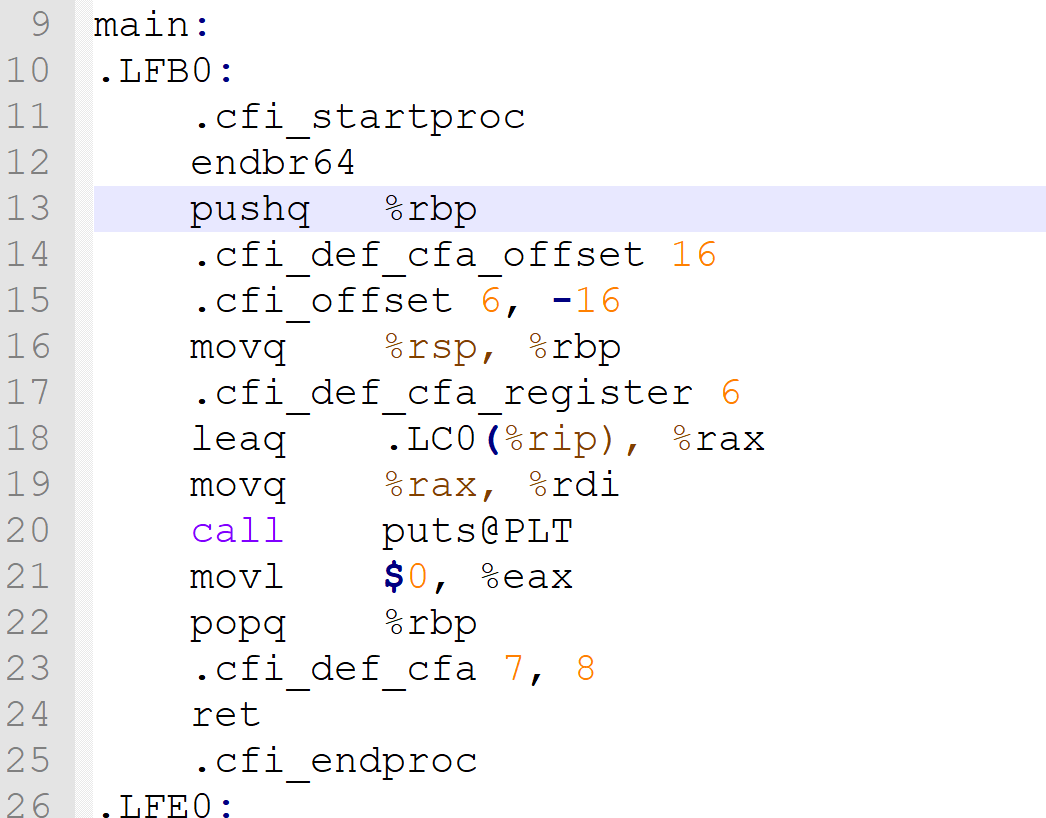 9 main:
10 .LFB0:
11 .cfi_startproc
12 endbr64
13 pushq %rbp
14 .cfi_def_cfa_offset 16
15 .cfi_offset 6, -16
16 movq %rsp, %rbp
17 .cfi_def_cfa_register 6
18 leaq .LC0(%rip), %rax
19 movq %rax, %rdi
20 call puts@PLT
21 movl $0, %eax
22 popq %rbp
23 .cfi_def_cfa 7, 8
24 ret
25 .cfi_endproc
26 .LFE0: